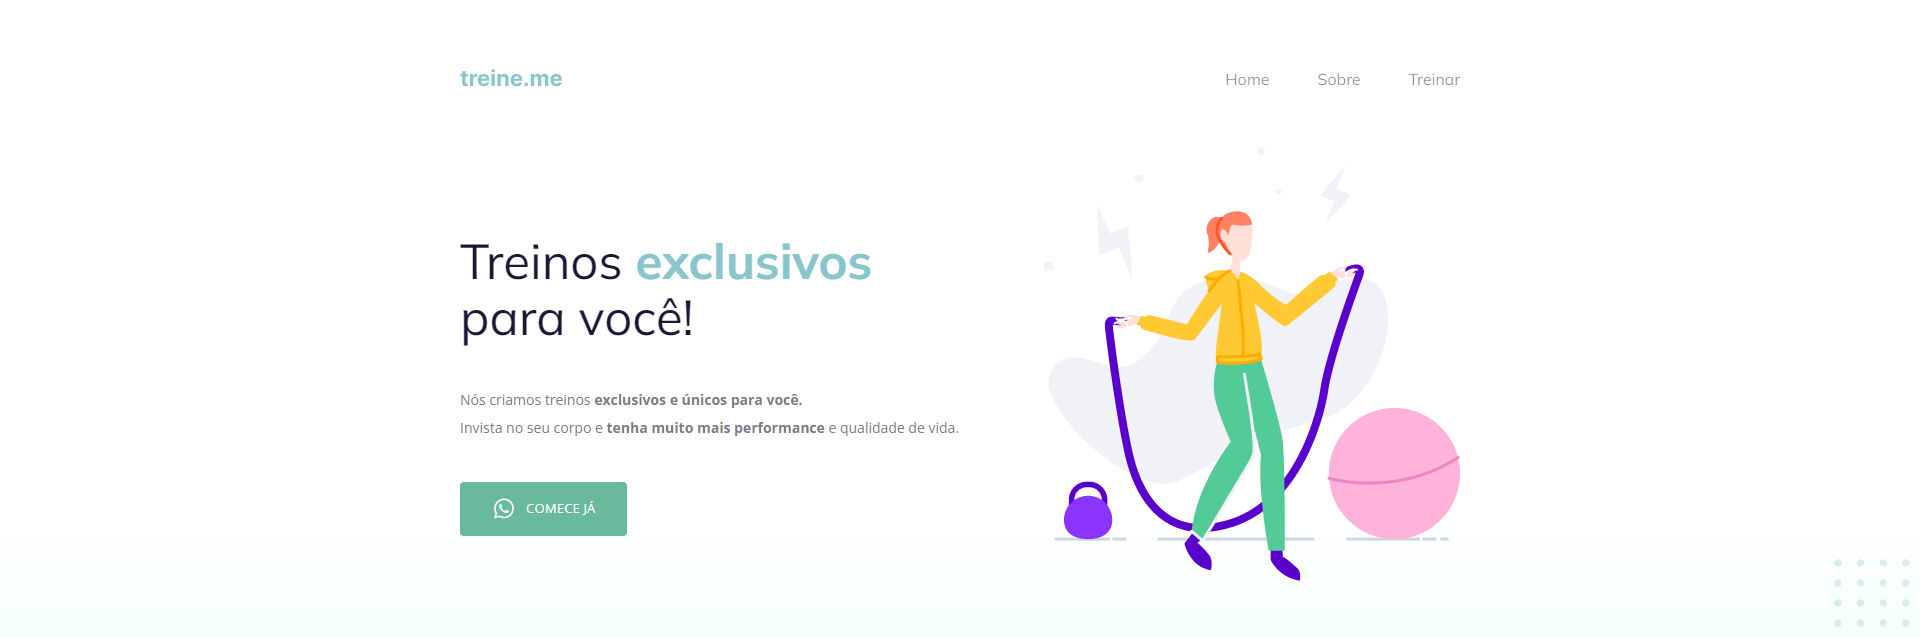 treine.me
Home Sobre Treinar
Treinos exclusivos
para você!
Nós criamos treinos exclusivos e únicos para você.
Invista no seu corpo e tenha muito mais performance e qualidade de vida.
COMECE JÁ